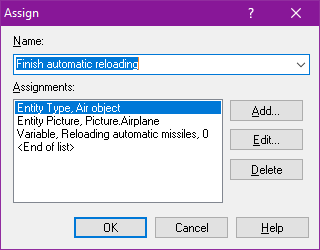 Assign
?
Name:
Finish automatic reloading
Assignments:
Entity Type, Air object
Entity Picture, Picture.Airplane
Variable, Reloading automatic missiles, 0
<End of list>
Add...
Edit...
Delete
OK
Cancel
Help